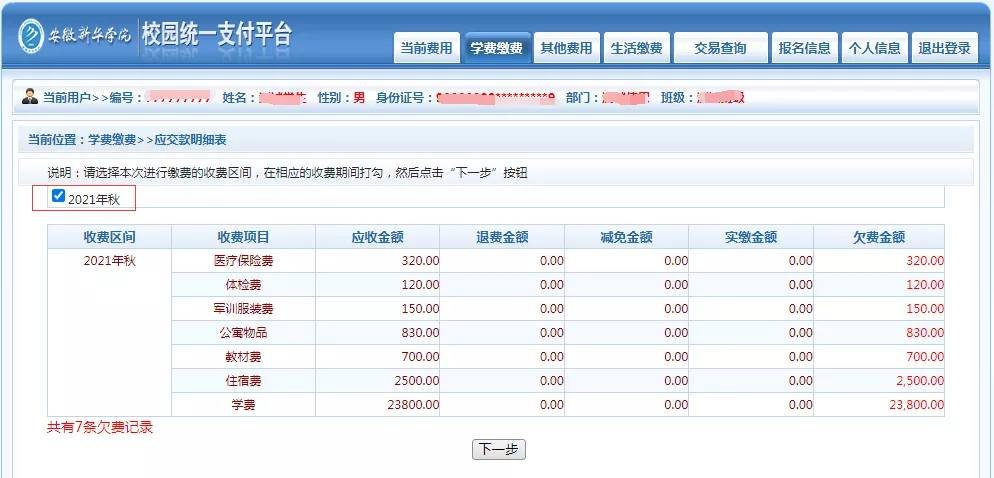 安徽新华学院 校园统一支付平台
当前费用 学费缴费 其他费用 生活缴费 交易查询 报名信息 个人信息 退出登录
当前用户>>编号： 姓名： 性别：男 身份证号： 部门： 班级：
当前位置：学费缴费>>应交款明细表
说明：请选择本次进行缴费的收费区间，在相应的收费期间打勾，然后点击“下一步”按钮
2021年秋
收费区间 收费项目 应收金额 退费金额 减免金额 实缴金额 欠费金额
2021年秋 医疗保险费 320.00 0.00 0.00 0.00 320.00
体检费 120.00 0.00 0.00 0.00 120.00
军训服装费 150.00 0.00 0.00 0.00 150.00
公寓物品 830.00 0.00 0.00 0.00 830.00
教材费 700.00 0.00 0.00 0.00 700.00
住宿费 2500.00 0.00 0.00 0.00 2,500.00
学费 23800.00 0.00 0.00 0.00 23,800.00
共有7条欠费记录
下一步